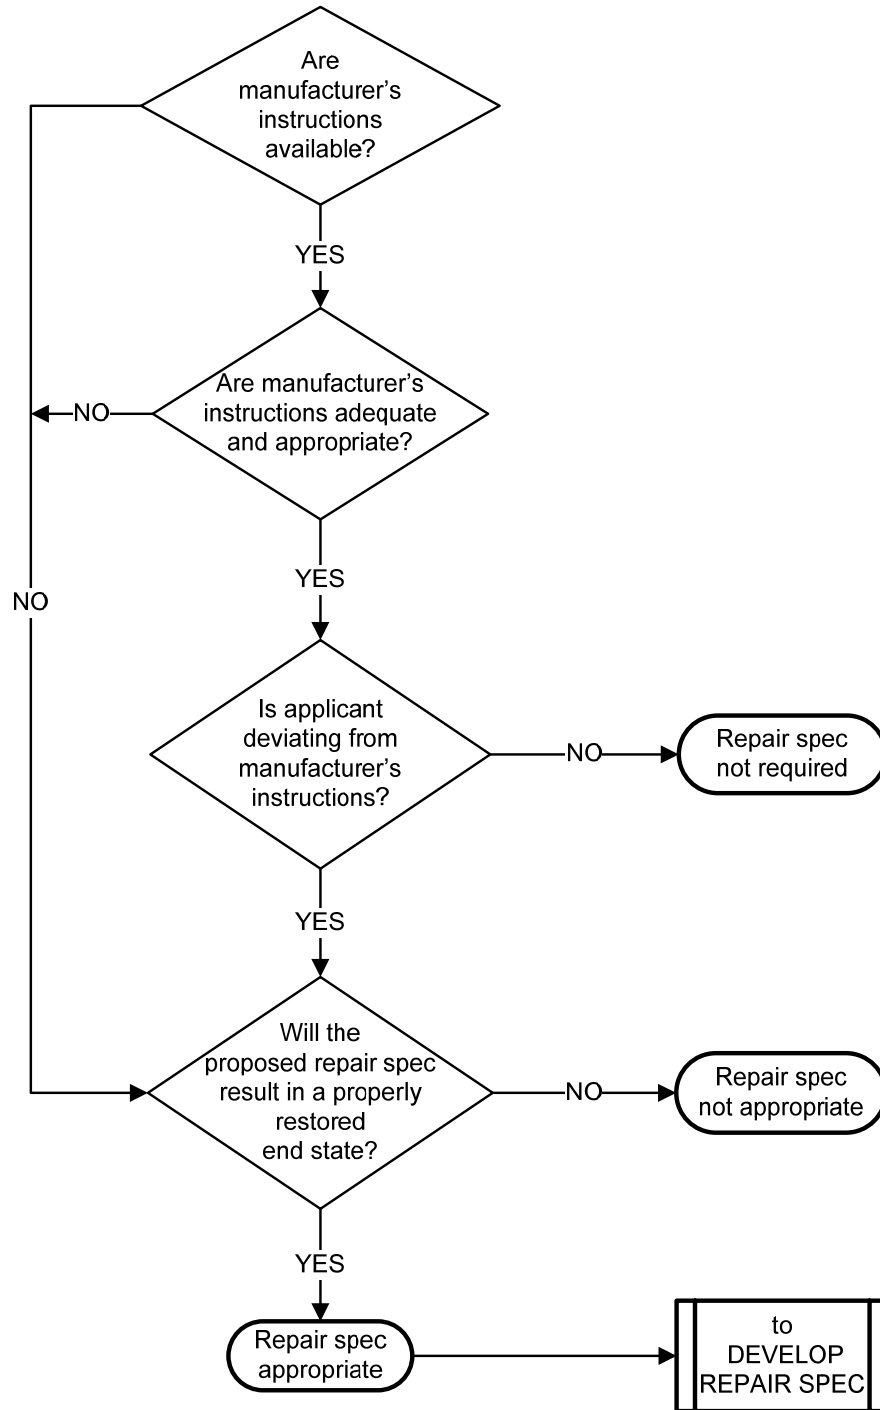 Are
manufacturer’s
instructions
available?
YES
Are manufacturer’s
instructions adequate
and appropriate?
NO
YES
NO
Is applicant
deviating from
manufacturer’s
instructions?
NO
Repair spec
not required
YES
Will the
proposed repair spec
result in a properly
restored
end state?
NO
Repair spec
not appropriate
YES
Repair spec
appropriate
to
DEVELOP
REPAIR SPEC